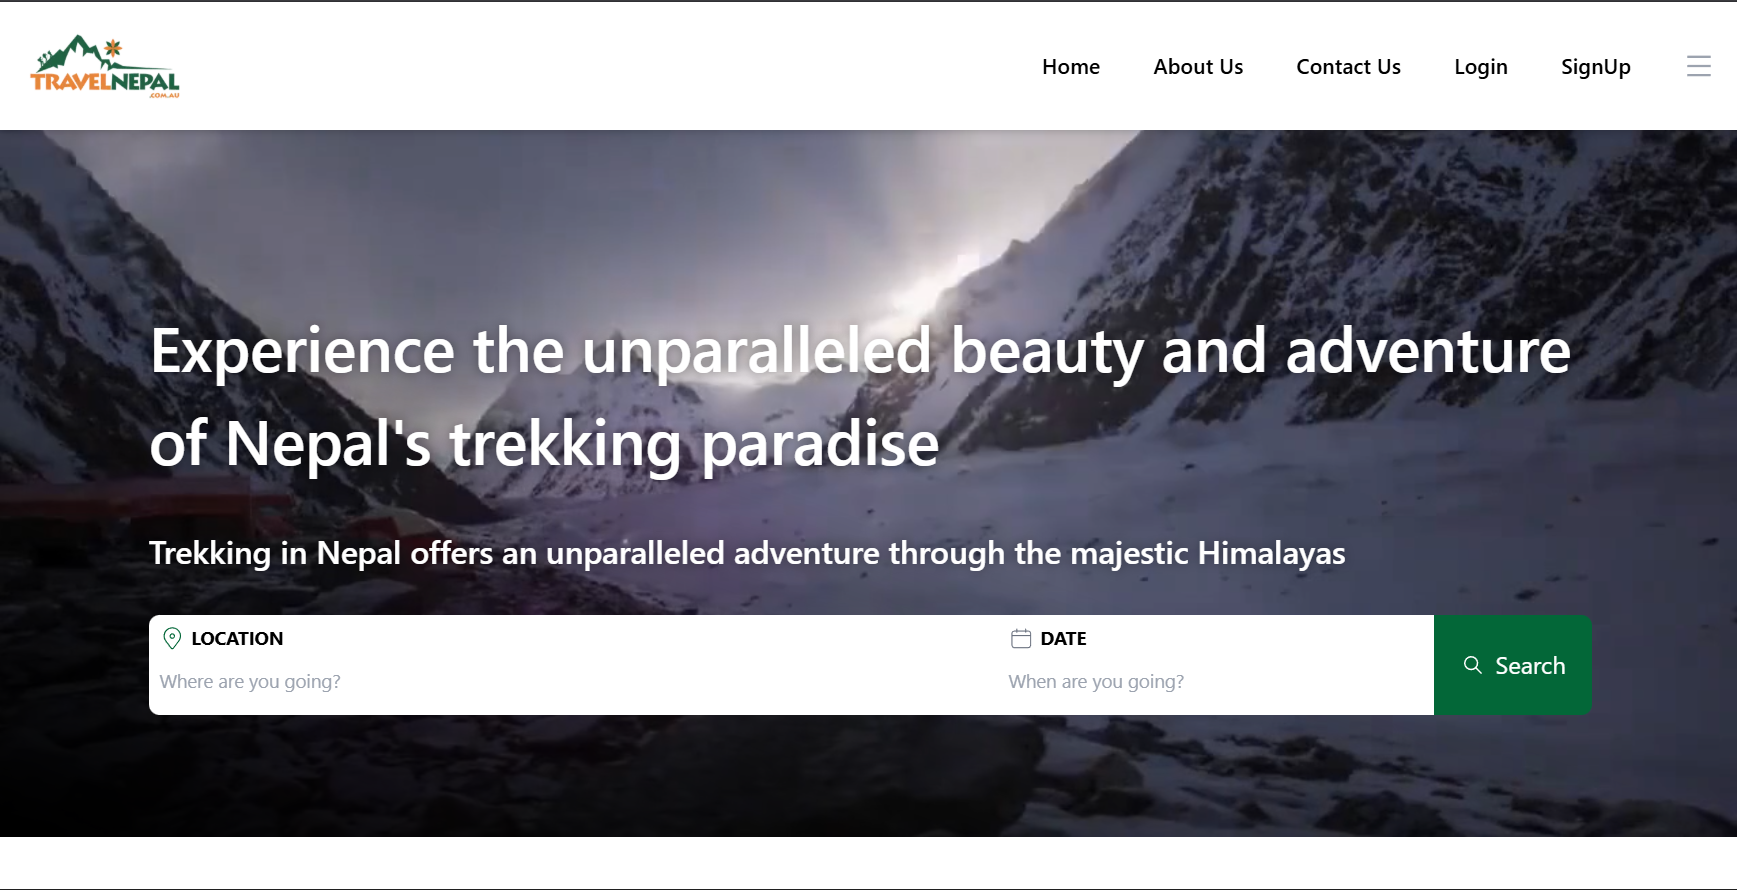 TRAVELNEPAL
.COM.AU
Home About Us Contact Us Login SignUp
Experience the unparalleled beauty and adventure
of Nepal's trekking paradise
Trekking in Nepal offers an unparalleled adventure through the majestic Himalayas
LOCATION DATE
Where are you going? When are you going?
Search